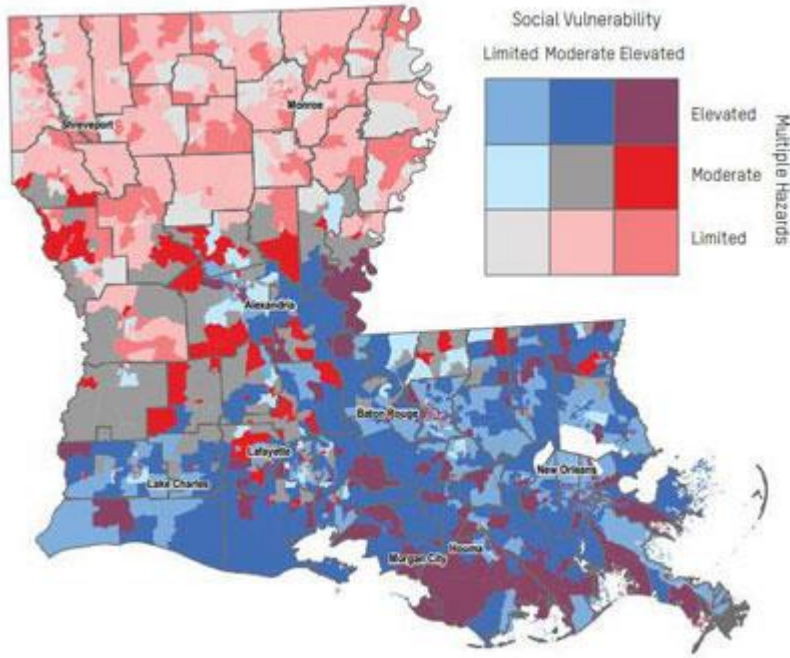 Social Vulnerability
Limited Moderate Elevated
Elevated
Moderate
Limited
Multiple Hazards
Shreveport
Monroe
Alexandria
Baton Rouge
Lafayette
Lake Charles
New Orleans
Houma
Morgan City